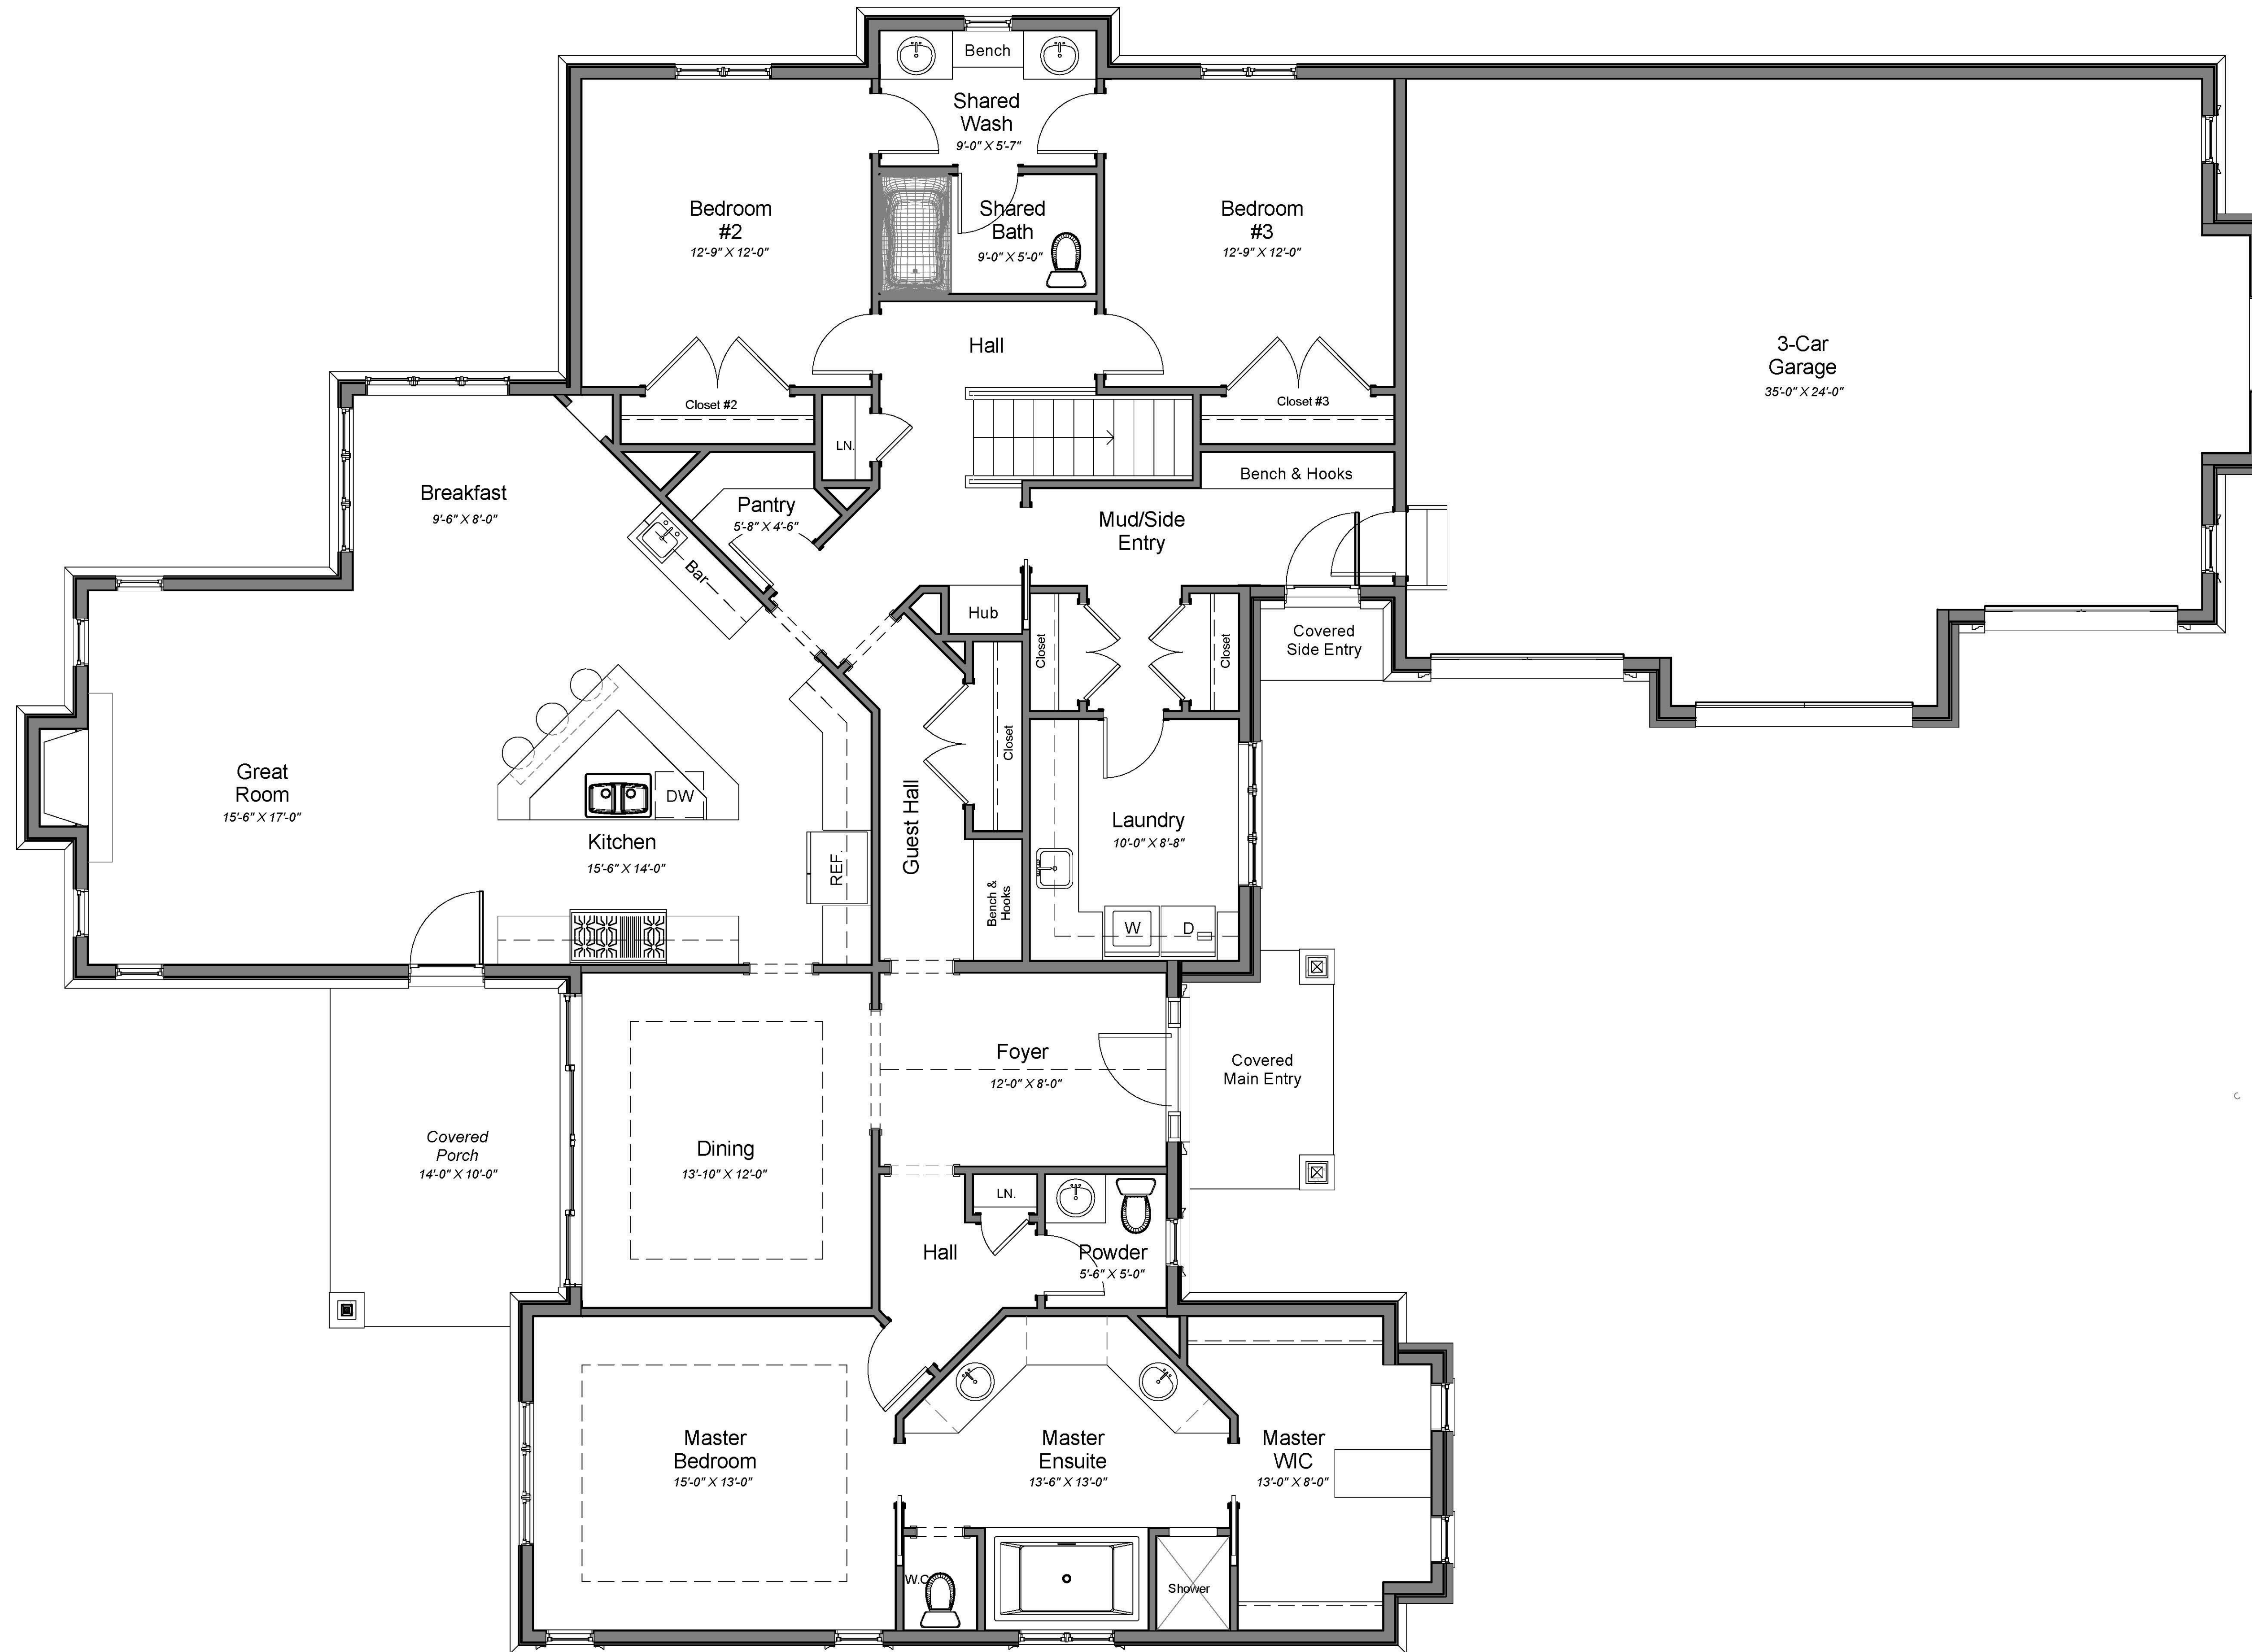 Bench
Shared
Wash
9'-0" X 5'-7"
Bedroom
#2
12'-9" X 12'-0"
Shared
Bath
9'-0" X 5'-0"
Bedroom
#3
12'-9" X 12'-0"
3-Car
Garage
35'-0" X 24'-0"
Hall
Closet #2
LN.
Closet #3
Bench & Hooks
Breakfast
9'-6" X 8'-0"
Pantry
5'-8" X 4'-6"
Bar
Mud/Side
Entry
Hub
Closet
Closet
Covered
Side Entry
Closet
Great
Room
15'-6" X 17'-0"
DW
Kitchen
15'-6" X 14'-0"
REF.
Guest Hall
Bench &
Hooks
Laundry
10'-0" X 8'-8"
W
D
Foyer
12'-0" X 8'-0"
Covered
Main Entry
Covered
Porch
14'-0" X 10'-0"
Dining
13'-10" X 12'-0"
LN.
Hall
Powder
5'-6" X 5'-0"
Master
Bedroom
15'-0" X 13'-0"
Master
Ensuite
13'-6" X 13'-0"
Master
WIC
13'-0" X 8'-0"
W.C
Shower